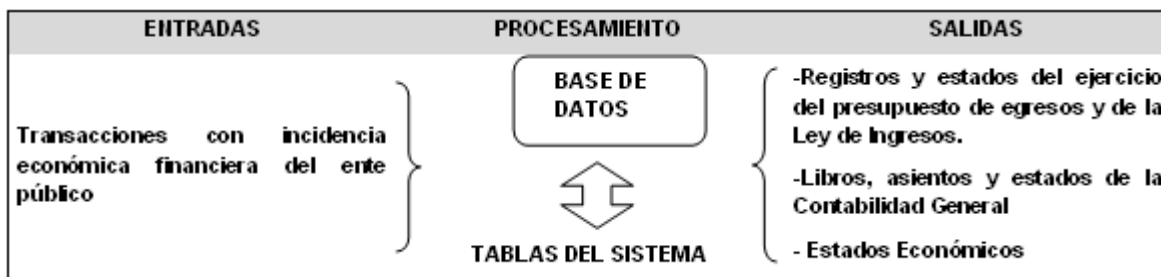 ENTRADAS
PROCESAMIENTO
SALIDAS
Transacciones con incidencia
económica financiera del ente
público
BASE DE
DATOS
TABLAS DEL SISTEMA
-Registros y estados del ejercicio
del presupuesto de egresos y de la
Ley de Ingresos.
-Libros, asientos y estados de la
Contabilidad General
- Estados Económicos